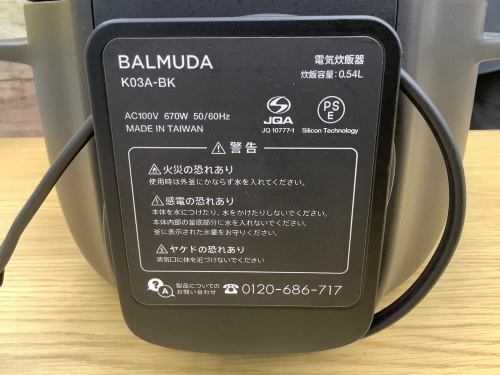 BALMUDA
K03A-BK
電気炊飯器
炊飯容量：0.54L
AC100V 670W 50/60Hz
MADE IN TAIWAN
JQA
JQ 10777-1
PS
E
Silicon Technology
警告
火災の恐れあり
使用時は外釜にかならず水を入れてください。
感電の恐れあり
本体を水につけたり、水をかけたりしないでください。
本体内部の釜底部分に水を入れないでください。
釜に表示された水量をお守りください。
ヤケドの恐れあり
蒸気口に体を近づけないでください
Q
A
製品についての
お問い合わせ
0120-686-717